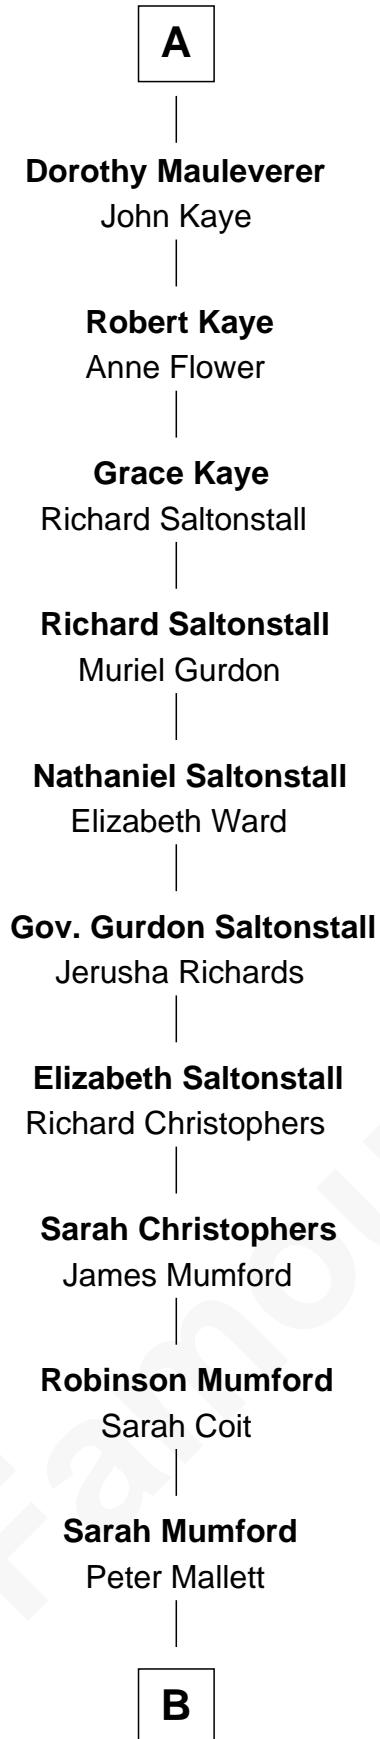 A
Dorothy Mauleverer
John Kaye
Robert Kaye
Anne Flower
Grace Kaye
Richard Saltonstall
Richard Saltonstall
Muriel Gurdon
Nathaniel Saltonstall
Elizabeth Ward
Gov. Gurdon Saltonstall
Jerusha Richards
Elizabeth Saltonstall
Richard Christophers
Sarah Christophers
James Mumford
Robinson Mumford
Sarah Coit
Sarah Mumford
Peter Mallett
B
Famou